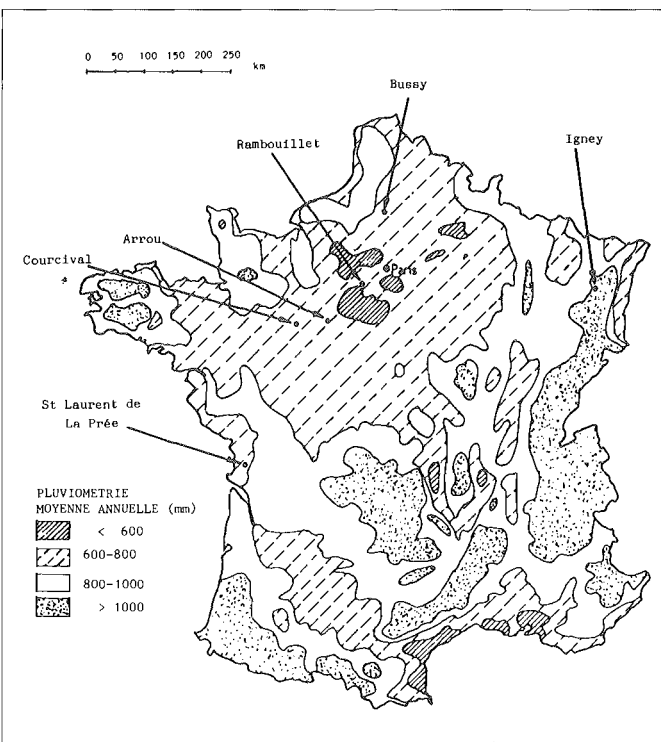 0 50 100 150 200 250
km
Bussy
Rambouillet
Igney
Arrou
Courcival
Paris
St Laurent de
La Prée
PLUVIOMETRIE
MOYENNE ANNUELLE (mm)
< 600
600-800
800-1000
> 1000